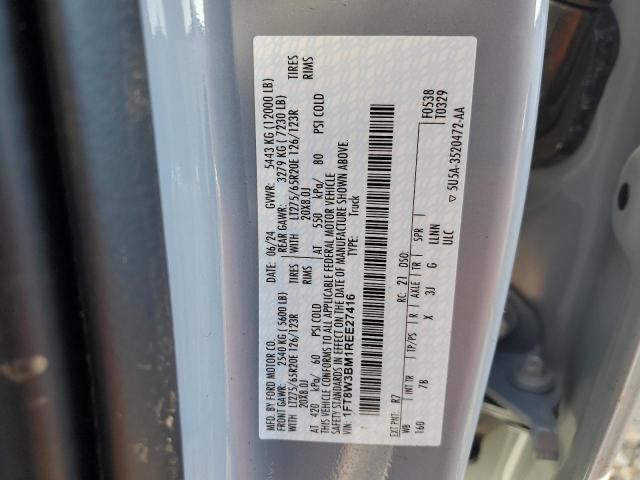 MFD. BY FORD MOTOR CO.
DATE: 06/24 GVWR: 5443 KG (12000 LB)
FRONT GAWR: 2540 KG (5600 LB) REAR GAWR: 3279 KG (7230 LB)
WITH LT275/65R20E 126/123R TIRES WITH LT275/65R20E 126/123R TIRES
20X8.0J RIMS 20X8.0J RIMS
AT 420 kPa/ 60 PSI COLD AT 550 kPa/ 80 PSI COLD
THIS VEHICLE CONFORMS TO ALL APPLICABLE FEDERAL MOTOR VEHICLE
SAFETY STANDARDS IN EFFECT ON THE DATE OF MANUFACTURE SHOWN ABOVE.
VIN: 1FT8W3BM1REE27416 TYPE: Truck
F0538
T0329
EXT PNT: R7 RC: 21 DSO:
WB INT TR TP/PS R AXLE TR SPR
160 7B X 3J G LLNN
ULC
▽ 5U5A-3520472-AA